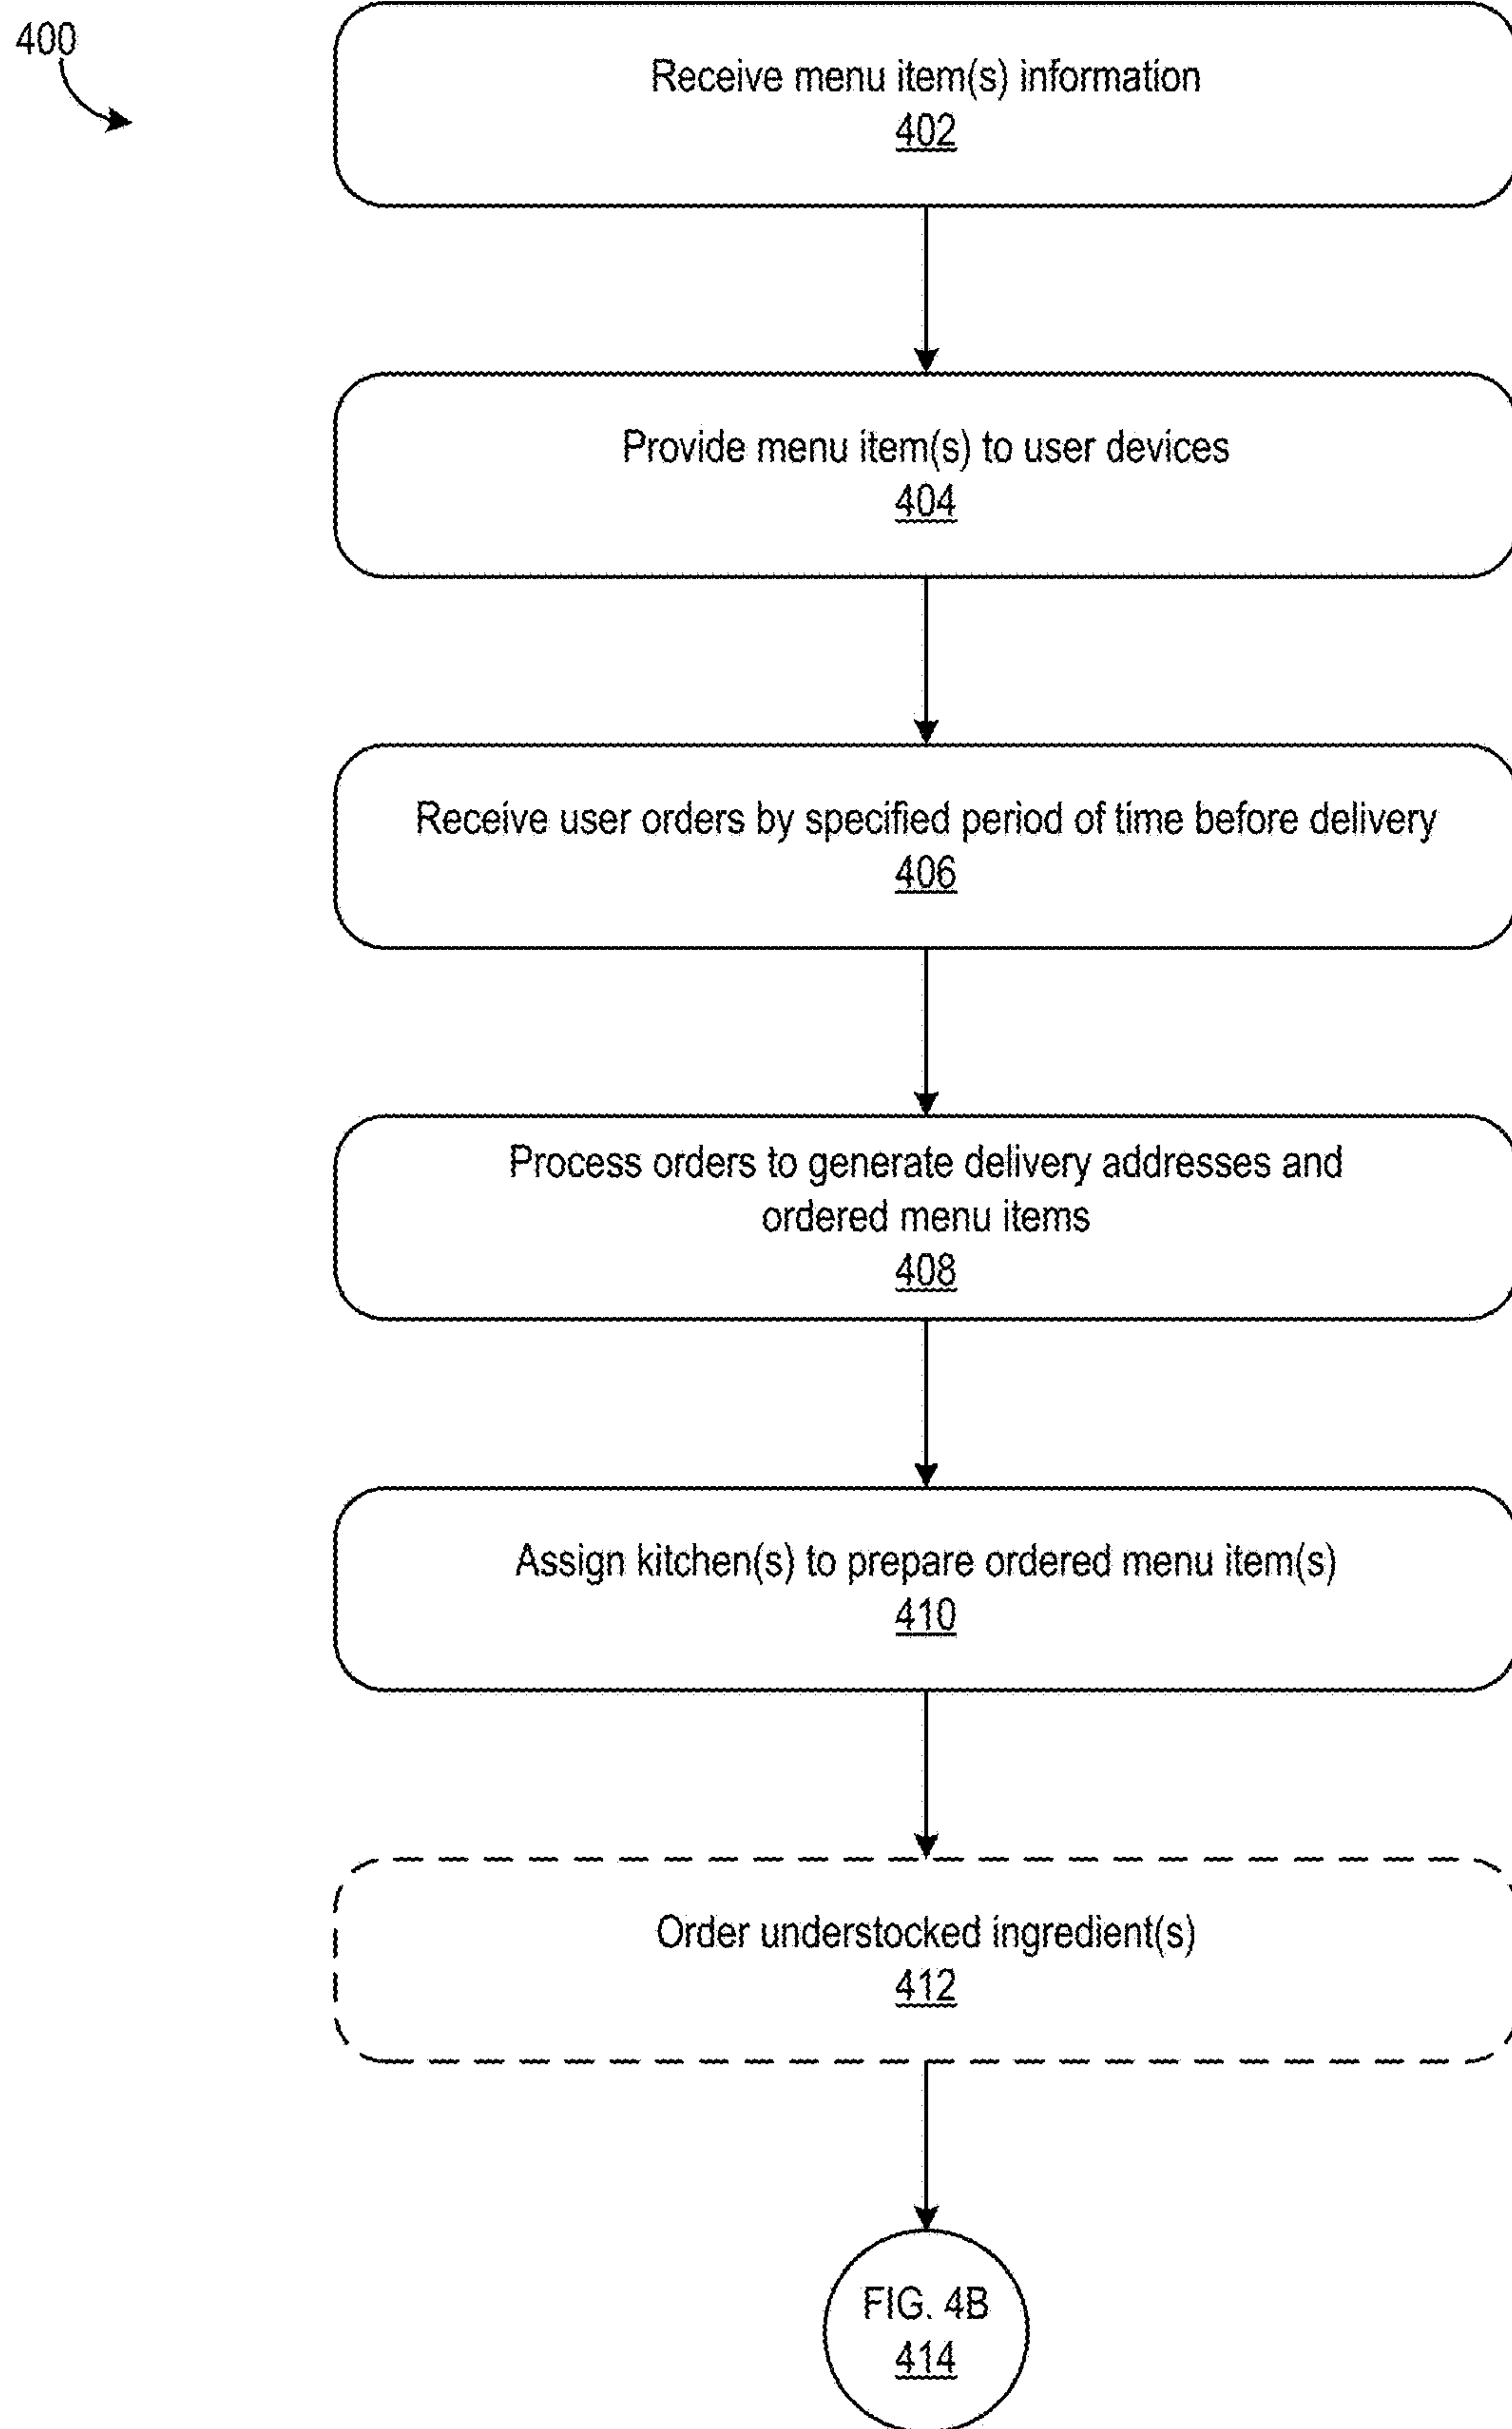 400
Receive menu item(s) information
402
Provide menu item(s) to user devices
404
Receive user orders by specified period of time before delivery
406
Process orders to generate delivery addresses and
ordered menu items
408
Assign kitchen(s) to prepare ordered menu item(s)
410
Order understocked ingredient(s)
412
FIG. 4B
414